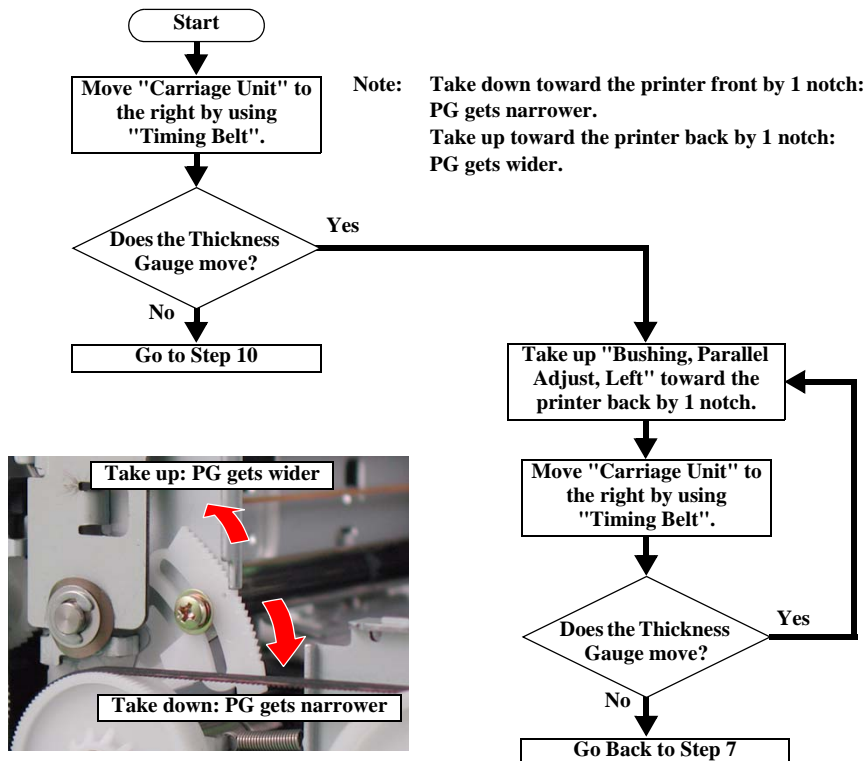 Start
Move "Carriage Unit" to
the right by using
"Timing Belt".
Note: Take down toward the printer front by 1 notch:
PG gets narrower.
Take up toward the printer back by 1 notch:
PG gets wider.
Does the Thickness
Gauge move?
Yes
No
Go to Step 10
Take up "Bushing, Parallel
Adjust, Left" toward the
printer back by 1 notch.
Move "Carriage Unit" to
the right by using
"Timing Belt".
Does the Thickness
Gauge move?
Yes
No
Go Back to Step 7
Take up: PG gets wider
Take down: PG gets narrower